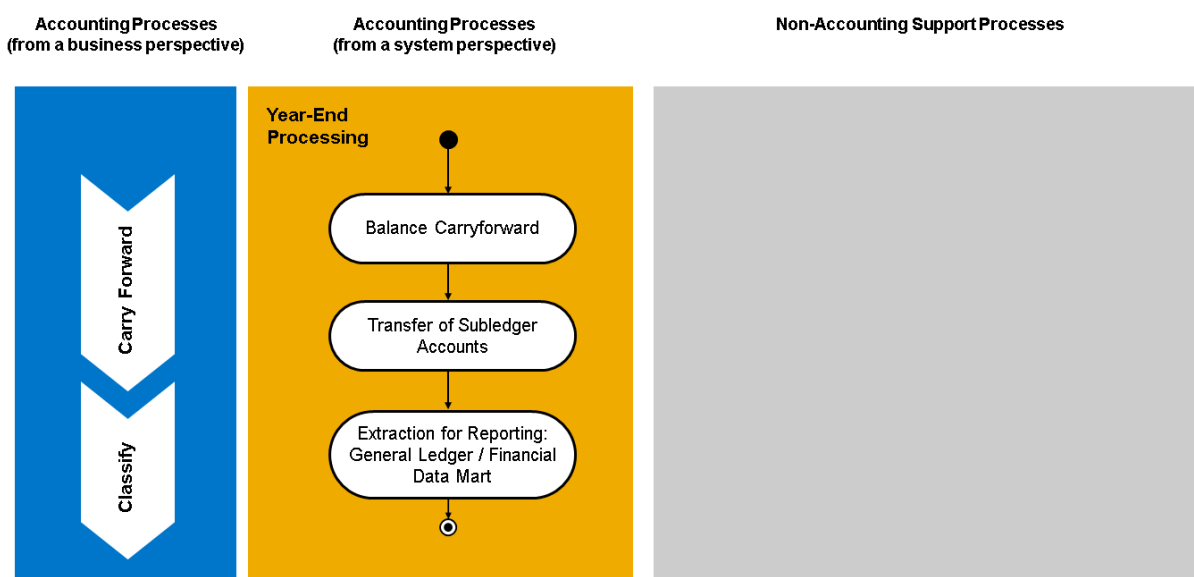 Accounting Processes
(from a business perspective)
Accounting Processes
(from a system perspective)
Non-Accounting Support Processes
Year-End
Processing
Balance Carryforward
Carry Forward
Transfer of Subledger
Accounts
Extraction for Reporting:
General Ledger / Financial
Data Mart
Classify